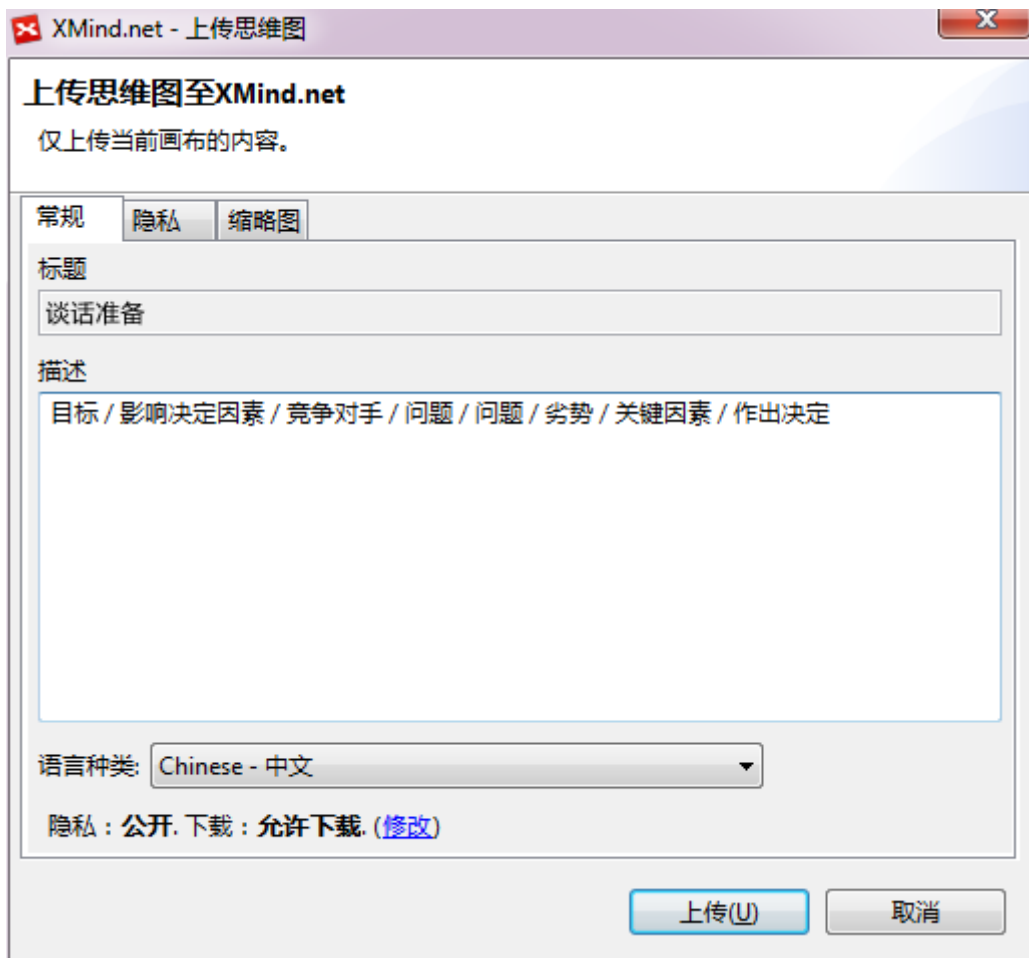 XMind.net - 上传思维图
上传思维图至XMind.net
仅上传当前画布的内容。
常规 隐私 缩略图
标题
谈话准备
描述
目标 / 影响决定因素 / 竞争对手 / 问题 / 问题 / 劣势 / 关键因素 / 作出决定
语言种类: Chinese - 中文
隐私：公开. 下载：允许下载. (修改)
上传(U) 取消